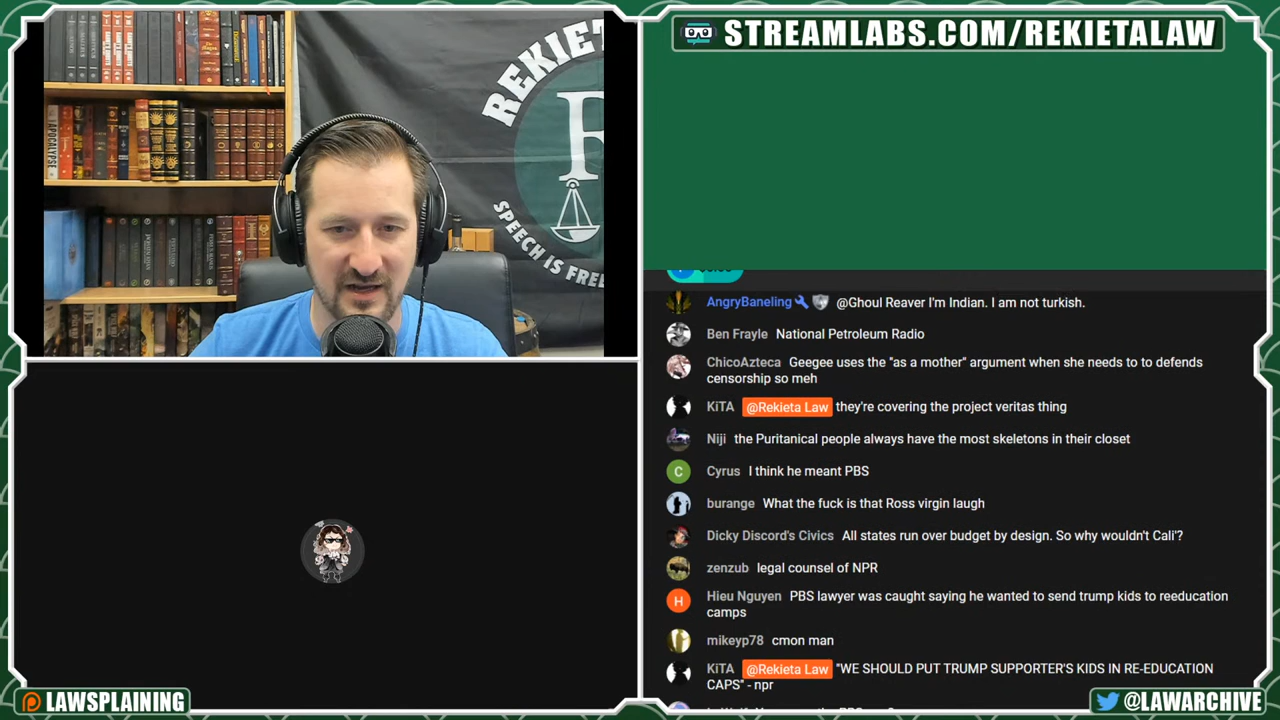 STREAMLABS.COM/REKIETALAW
REKIET
R
SPEECH IS FREE
APOCALYPSE
AngryBaneling @Ghoul Reaver I'm Indian. I am not turkish.
Ben Frayle National Petroleum Radio
ChicoAzteca Geegee uses the "as a mother" argument when she needs to to defends
censorship so meh
KiTA @Rekieta Law they're covering the project veritas thing
Niji the Puritanical people always have the most skeletons in their closet
C Cyrus I think he meant PBS
burange What the fuck is that Ross virgin laugh
Dicky Discord's Civics All states run over budget by design. So why wouldn't Cali'?
zenzub legal counsel of NPR
H Hieu Nguyen PBS lawyer was caught saying he wanted to send trump kids to reeducation
camps
mikeyp78 cmon man
KiTA @Rekieta Law "WE SHOULD PUT TRUMP SUPPORTER'S KIDS IN RE-EDUCATION
CAPS" - npr
LAWSPLAINING
@LAWARCHIVE